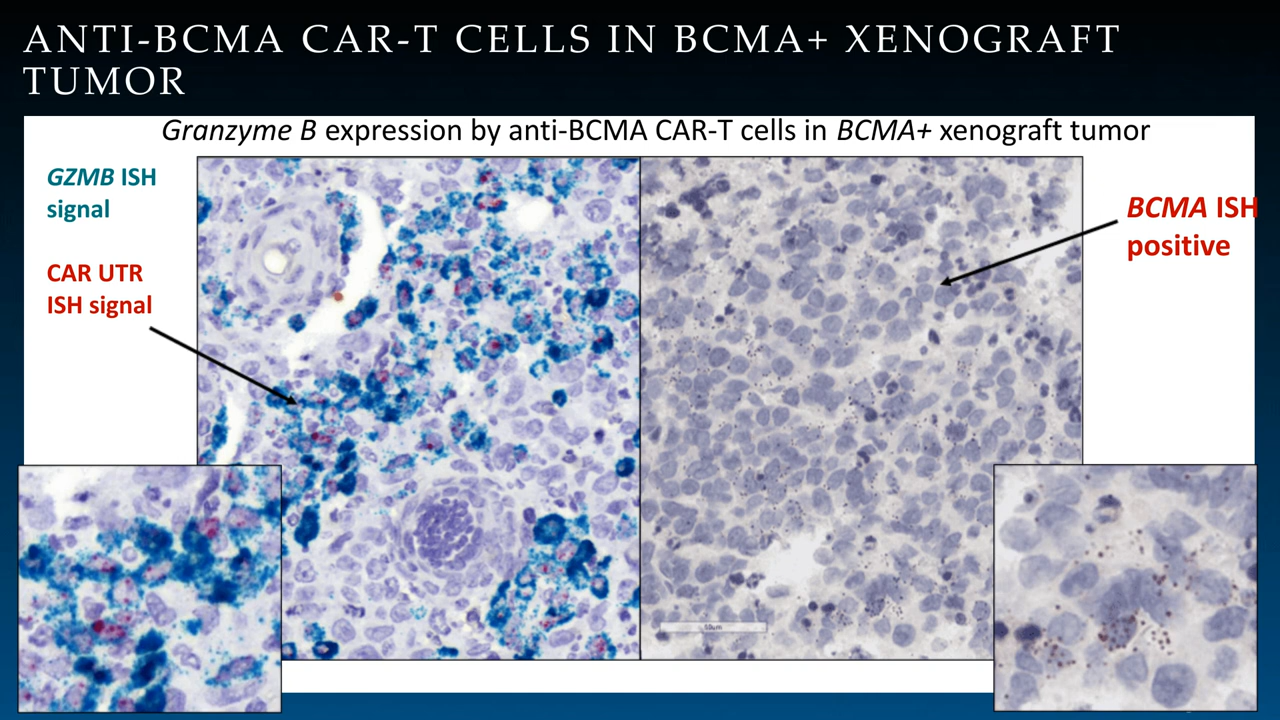 ANTI-BCMA CAR-T CELLS IN BCMA+ XENOGRAFT
TUMOR
Granzyme B expression by anti-BCMA CAR-T cells in BCMA+ xenograft tumor
GZMB ISH
signal
CAR UTR
ISH signal
BCMA ISH
positive